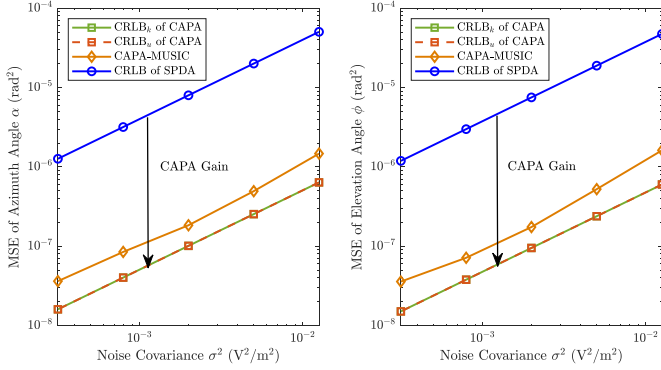 10^{-4}
10^{-5}
10^{-6}
10^{-7}
10^{-8}
MSE of Azimuth Angle α (rad²)
CRLB_k of CAPA
CRLB_u of CAPA
CAPA-MUSIC
CRLB of SPDA
CAPA Gain
10^{-3}
10^{-2}
Noise Covariance σ² (V²/m²)
10^{-4}
10^{-5}
10^{-6}
10^{-7}
10^{-8}
MSE of Elevation Angle ϕ (rad²)
CRLB_k of CAPA
CRLB_u of CAPA
CAPA-MUSIC
CRLB of SPDA
CAPA Gain
10^{-3}
10^{-2}
Noise Covariance σ² (V²/m²)